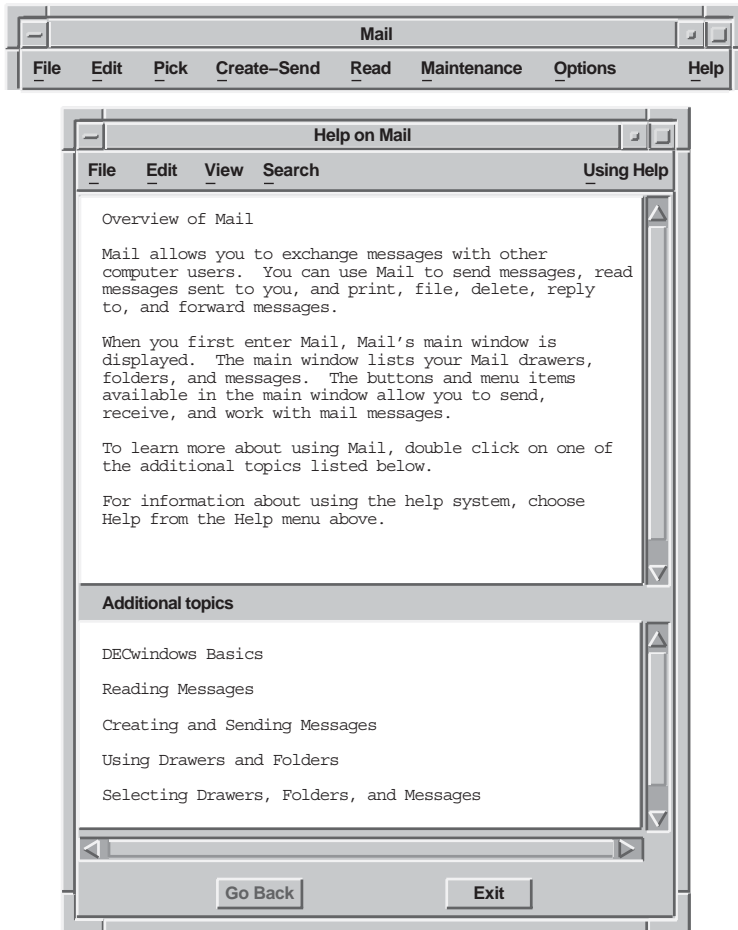 Mail
File Edit Pick Create–Send Read Maintenance Options Help
Help on Mail
File Edit View Search Using Help
Overview of Mail
Mail allows you to exchange messages with other
computer users. You can use Mail to send messages, read
messages sent to you, and print, file, delete, reply
to, and forward messages.
When you first enter Mail, Mail's main window is
displayed. The main window lists your Mail drawers,
folders, and messages. The buttons and menu items
available in the main window allow you to send,
receive, and work with mail messages.
To learn more about using Mail, double click on one of
the additional topics listed below.
For information about using the help system, choose
Help from the Help menu above.
Additional topics
DECwindows Basics
Reading Messages
Creating and Sending Messages
Using Drawers and Folders
Selecting Drawers, Folders, and Messages
Go Back Exit